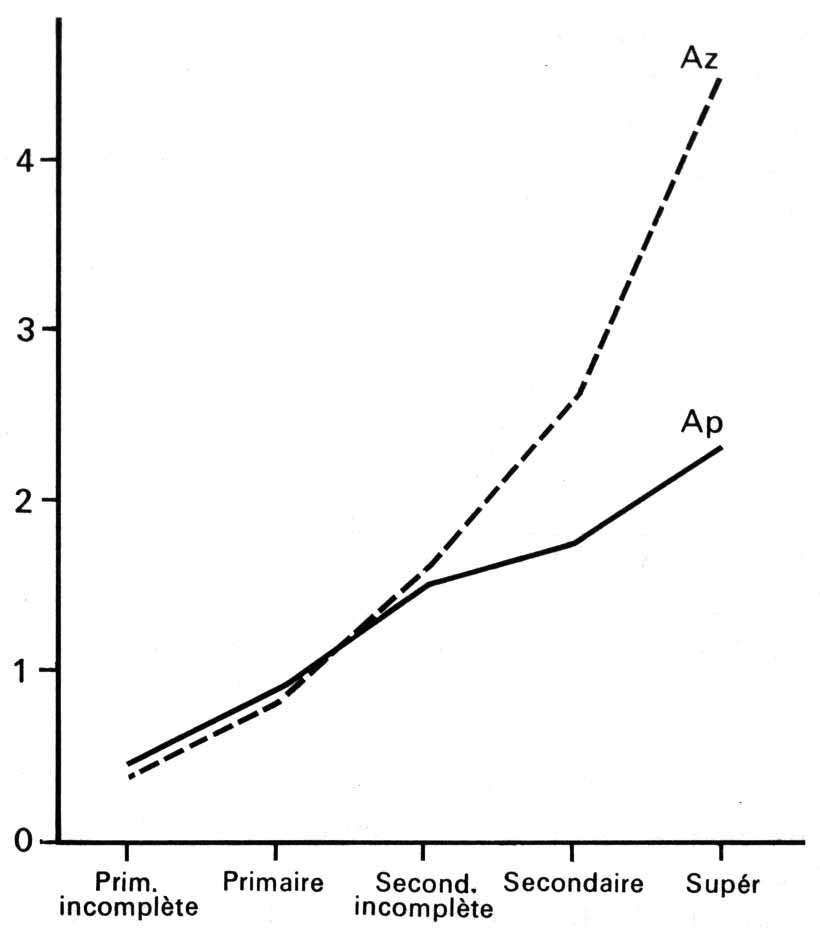 Az
4
3
Ap
2
1
0
Prim. incomplète
Primaire
Second. incomplète
Secondaire
Supér